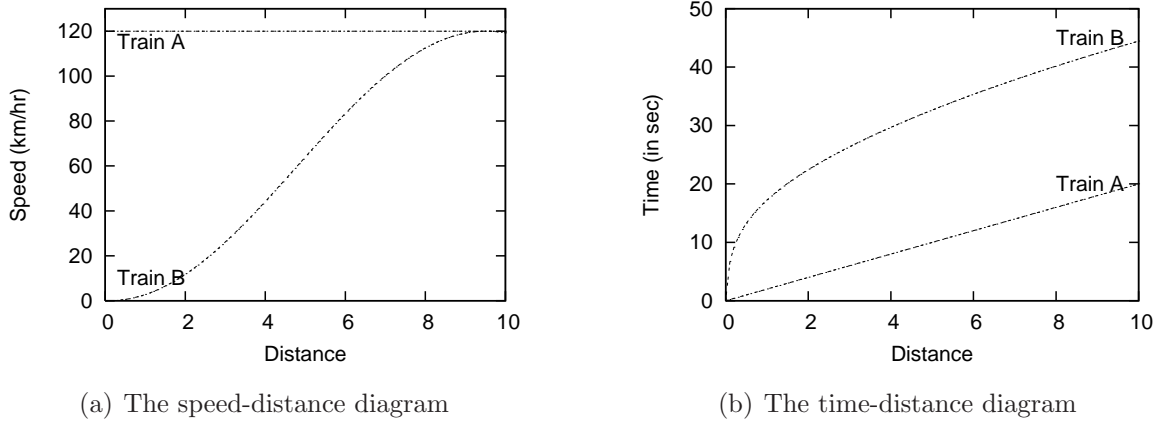 120
100
80
60
40
20
0
Speed (km/hr)
Train A
Train B
0 2 4 6 8 10
Distance
(a) The speed-distance diagram
50
40
30
20
10
0
Time (in sec)
Train B
Train A
0 2 4 6 8 10
Distance
(b) The time-distance diagram